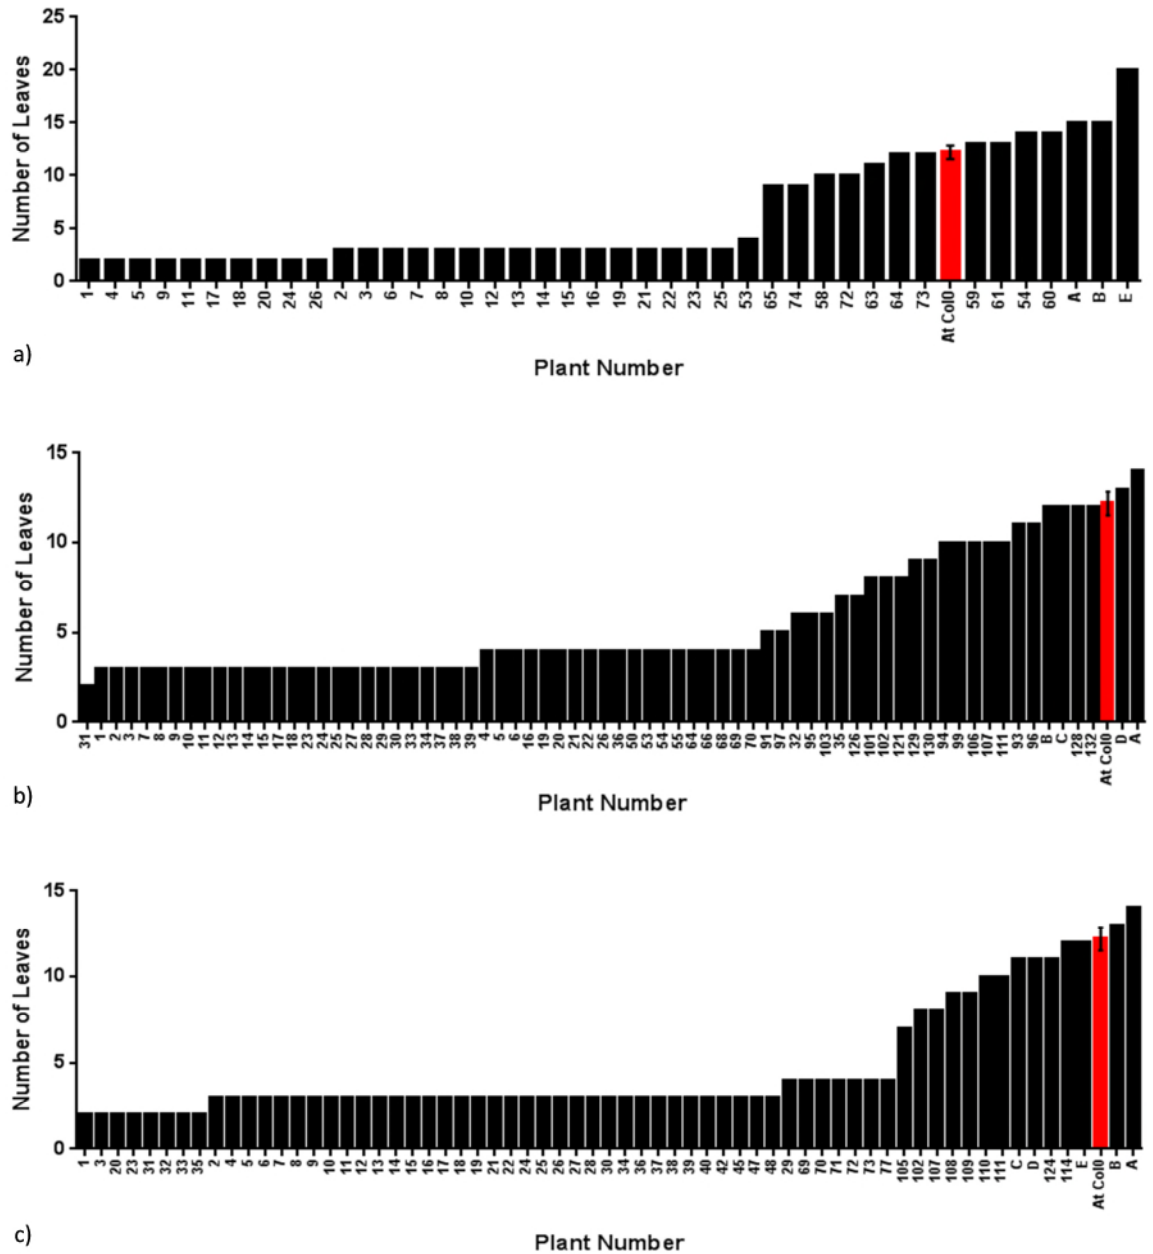 25
20
15
10
5
0
Number of Leaves
1 4 5 9 11 17 18 20 24 26 2 3 6 7 8 10 12 13 14 15 16 19 21 22 23 25 53 65 74 58 72 63 64 73 At Col0 59 61 54 60 A B E
a)
Plant Number
15
10
5
0
Number of Leaves
31 1 2 3 7 8 9 10 11 12 13 14 15 17 18 23 24 25 27 28 29 30 33 34 37 38 39 4 5 6 16 19 20 21 22 26 36 50 53 54 55 64 66 68 69 70 91 97 32 95 103 35 126 101 102 121 129 130 94 99 106 107 111 93 96 B C 128 132 At Col0 D A
b)
Plant Number
15
10
5
0
Number of Leaves
1 3 20 23 31 32 33 35 2 4 5 6 7 8 9 10 11 12 13 14 15 16 17 18 19 21 22 24 25 26 27 28 30 34 36 37 38 39 40 42 45 47 48 29 69 70 71 72 73 77 105 102 107 108 109 110 111 C D 124 114 E At Col0 B A
c)
Plant Number